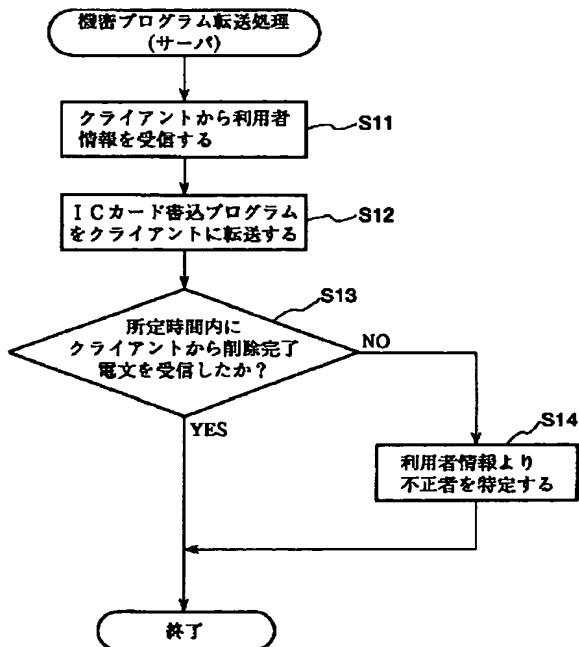 機密プログラム転送処理
(サーバ)
クライアントから利用者
情報を受信する
S11
ＩＣカード書込プログラム
をクライアントに転送する
S12
S13
所定時間内に
クライアントから削除完了
電文を受信したか？
NO
YES
S14
利用者情報より
不正者を特定する
終了